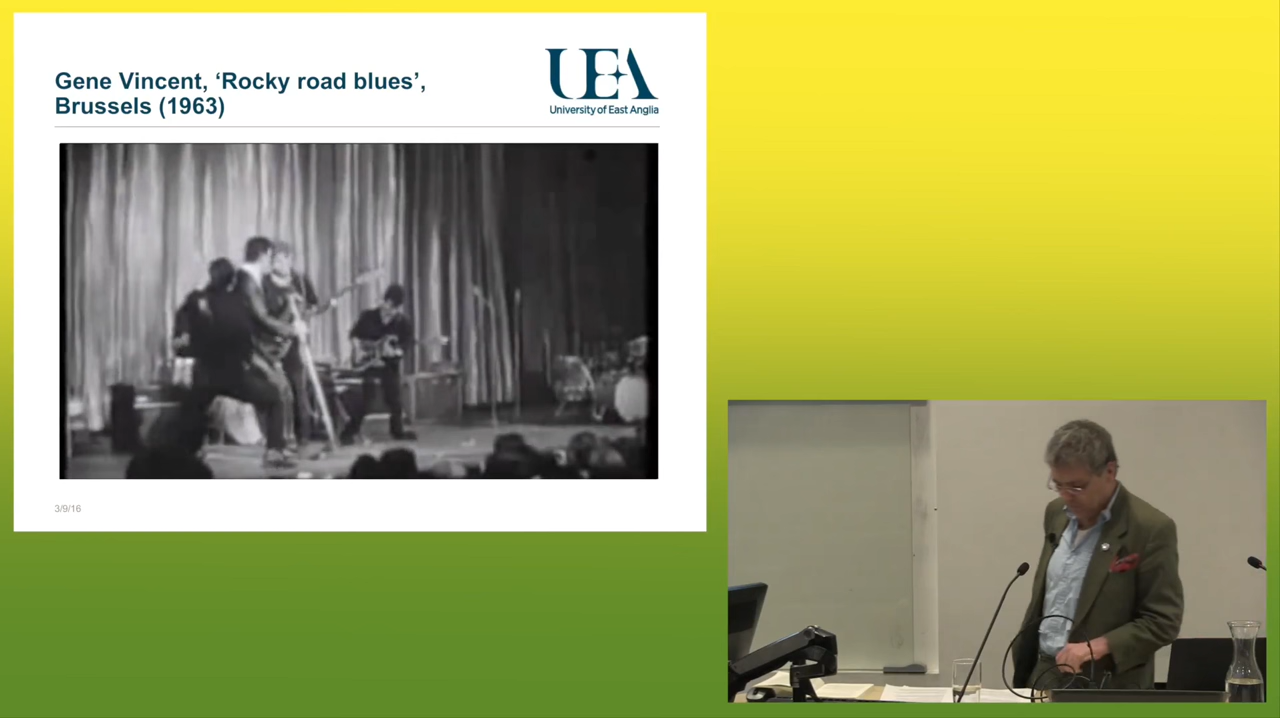 Gene Vincent, ‘Rocky road blues’,
Brussels (1963)
UEA
University of East Anglia
3/9/16